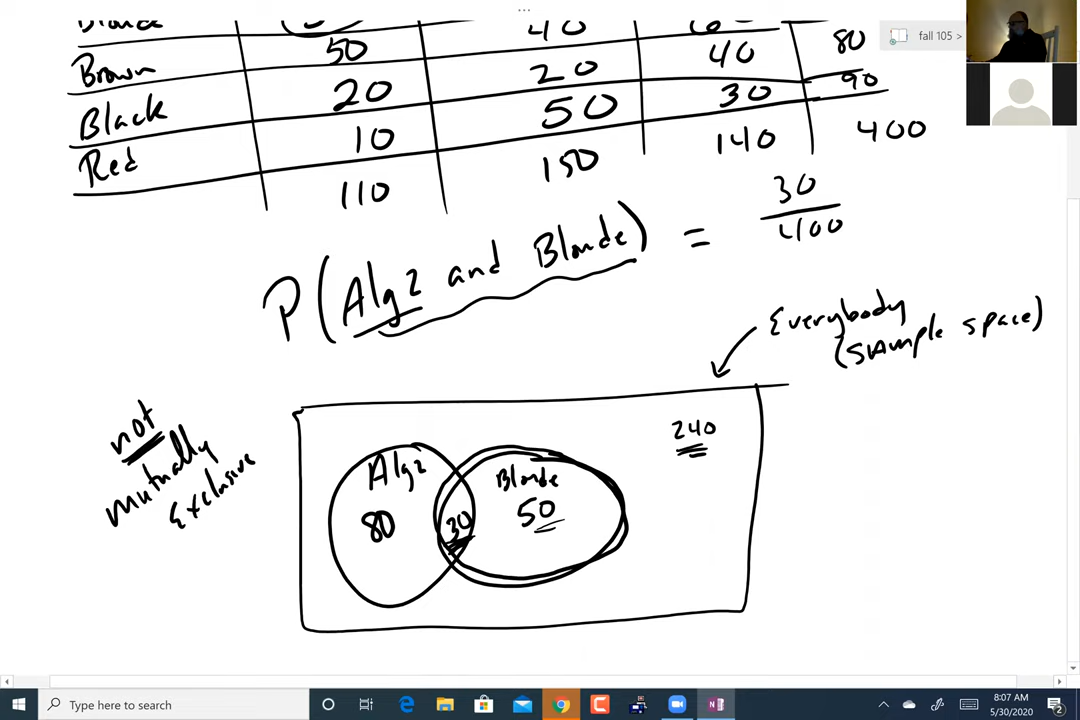 40
Brown 50 20 40 80
Black 20 50 30 90
Red 10 150 140 400
110
P(Alg2 and Blonde) = 30/400
Everybody
(SAmple space)
not
mutually
Exclusive
240
Alg2 Blonde
80 30 50
fall 105 >
Type here to search
8:07 AM
5/30/2020
2